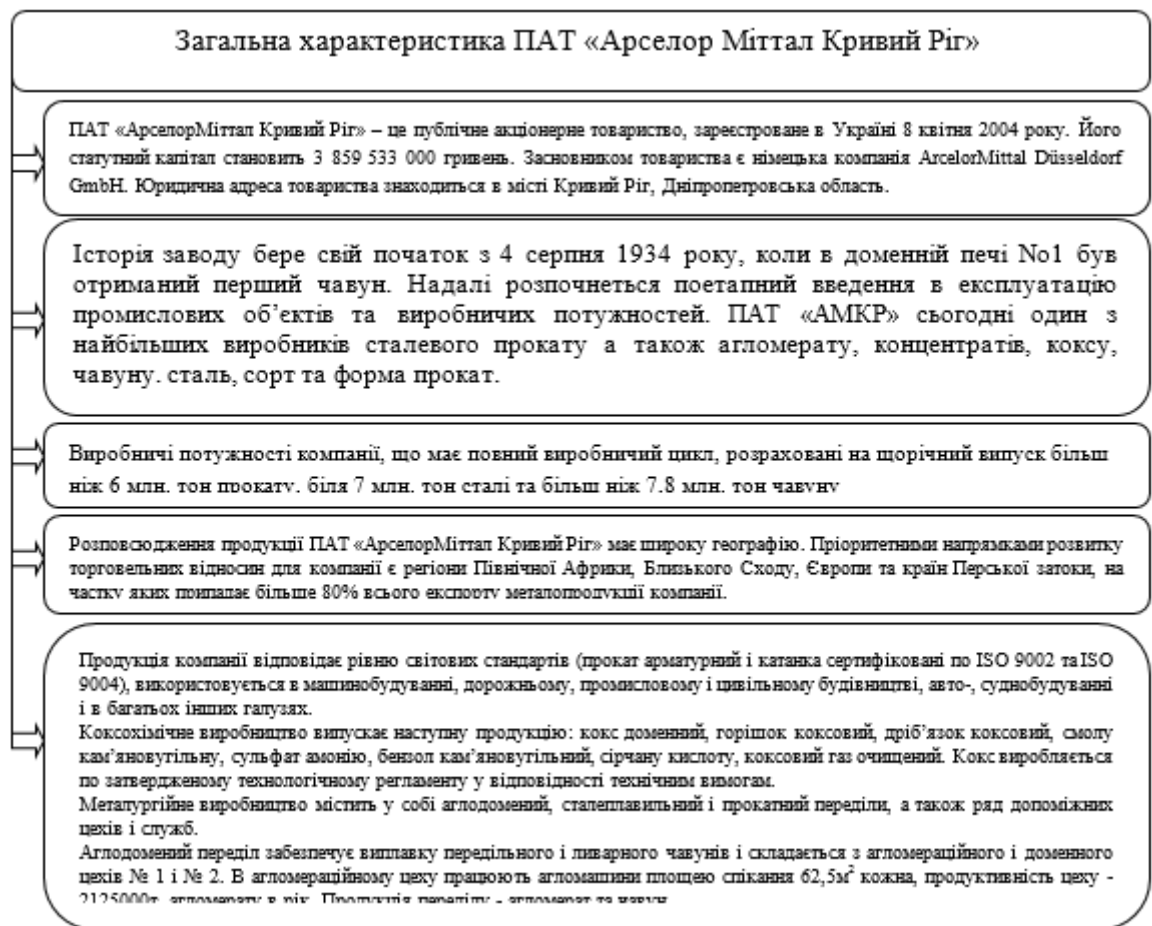 Загальна характеристика ПАТ «Арселор Міттал Кривий Ріг»
ПАТ «АрселорМіттал Кривий Ріг» – це публічне акціонерне товариство, зареєстроване в Україні 8 квітня 2004 року. Його
статутний капітал становить 3 859 533 000 гривень. Засновником товариства є німецька компанія ArcelorMittal Düsseldorf
GmbH. Юридична адреса товариства знаходиться в місті Кривий Ріг, Дніпропетровська область.
Історія заводу бере свій початок з 4 серпня 1934 року, коли в доменній печі No1 був
отриманий перший чавун. Надалі розпочнеться поетапний введення в експлуатацію
промислових об’єктів та виробничих потужностей. ПАТ «АМКР» сьогодні один з
найбільших виробників сталевого прокату а також агломерату, концентратів, коксу,
чавуну. сталь, сорт та форма прокат.
Виробничі потужності компанії, що має повний виробничий цикл, розраховані на щорічний випуск більш
ніж 6 млн. тон прокату, біля 7 млн. тон сталі та більш ніж 7,8 млн. тон чавуну
Розповсюдження продукції ПАТ «АрселорМіттал Кривий Ріг» має широку географію. Пріоритетними напрямками розвитку
торговельних відносин для компанії є регіони Північної Африки, Близького Сходу, Європи та країн Перської затоки, на
частку яких припадає більше 80% всього експорту металопродукції компанії.
Продукція компанії відповідає рівню світових стандартів (прокат арматурний і катанка сертифіковані по ISO 9002 та ISO
9004), використовується в машинобудуванні, дорожньому, промисловому і цивільному будівництві, авто-, суднобудуванні
і в багатьох інших галузях.
Коксохімічне виробництво випускає наступну продукцію: кокс доменний, горішок коксовий, дріб’язок коксовий, смолу
кам’яновугільну, сульфат амонію, бензол кам’яновугільний, сірчану кислоту, коксовий газ очищений. Кокс виробляється
по затвердженому технологічному регламенту у відповідності технічним вимогам.
Металургійне виробництво містить у собі аглодомений, сталеплавильний і прокатний переділи, а також ряд допоміжних
цехів і служб.
Аглодомений переділ забезпечує виплавку передільного і ливарного чавунів і складається з агломераційного і доменного
цехів № 1 і № 2. В агломераційному цеху працюють агломашини площею спікання 62,5м² кожна, продуктивність цеху -
2125000т. агломерату в рік. Продукція переділу - агломерат та чавун